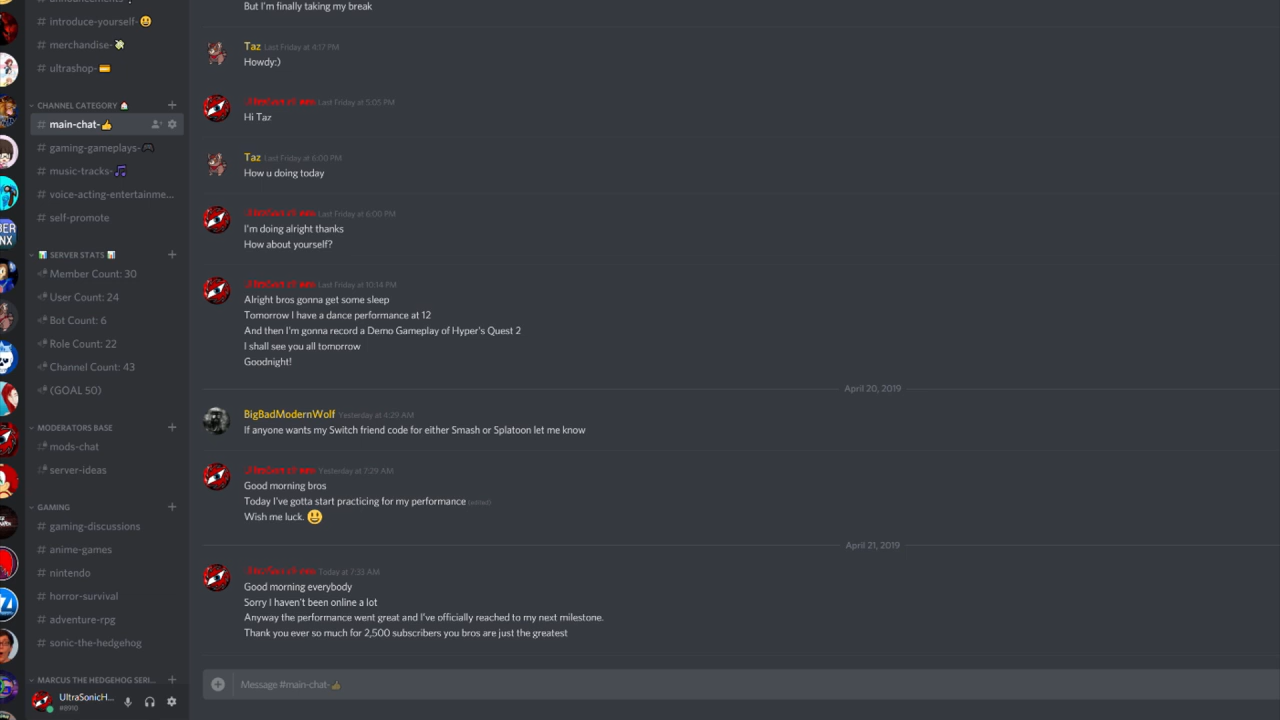 introduce-yourself-
merchandise-
ultrashop-
CHANNEL CATEGORY
main-chat-
gaming-gameplays-
music-tracks-
voice-acting-entertainme...
self-promote
SERVER STATS
Member Count: 30
User Count: 24
Bot Count: 6
Role Count: 22
Channel Count: 43
(GOAL 50)
MODERATORS BASE
mods-chat
server-ideas
GAMING
gaming-discussions
anime-games
nintendo
horror-survival
adventure-rpg
sonic-the-hedgehog
MARCUS THE HEDGEHOG SERI...
UltraSonicH...
#8910
But I'm finally taking my break
Taz Last Friday at 4:57 PM
Howdy:)
Last Friday at 5:05 PM
Hi Taz
Taz Last Friday at 6:00 PM
How u doing today
Last Friday at 6:00 PM
I'm doing alright thanks
How about yourself?
Last Friday at 10:14 PM
Alright bros gonna get some sleep
Tomorrow I have a dance performance at 12
And then I'm gonna record a Demo Gameplay of Hyper's Quest 2
I shall see you all tomorrow
Goodnight!
April 20, 2019
BigBadModernWolf Yesterday at 4:29 AM
If anyone wants my Switch friend code for either Smash or Splatoon let me know
Yesterday at 7:29 AM
Good morning bros
Today I've gotta start practicing for my performance (edited)
Wish me luck.
April 21, 2019
Today at 7:33 AM
Good morning everybody
Sorry I haven't been online a lot
Anyway the performance went great and I've officially reached to my next milestone.
Thank you ever so much for 2,500 subscribers you bros are just the greatest
Message #main-chat-